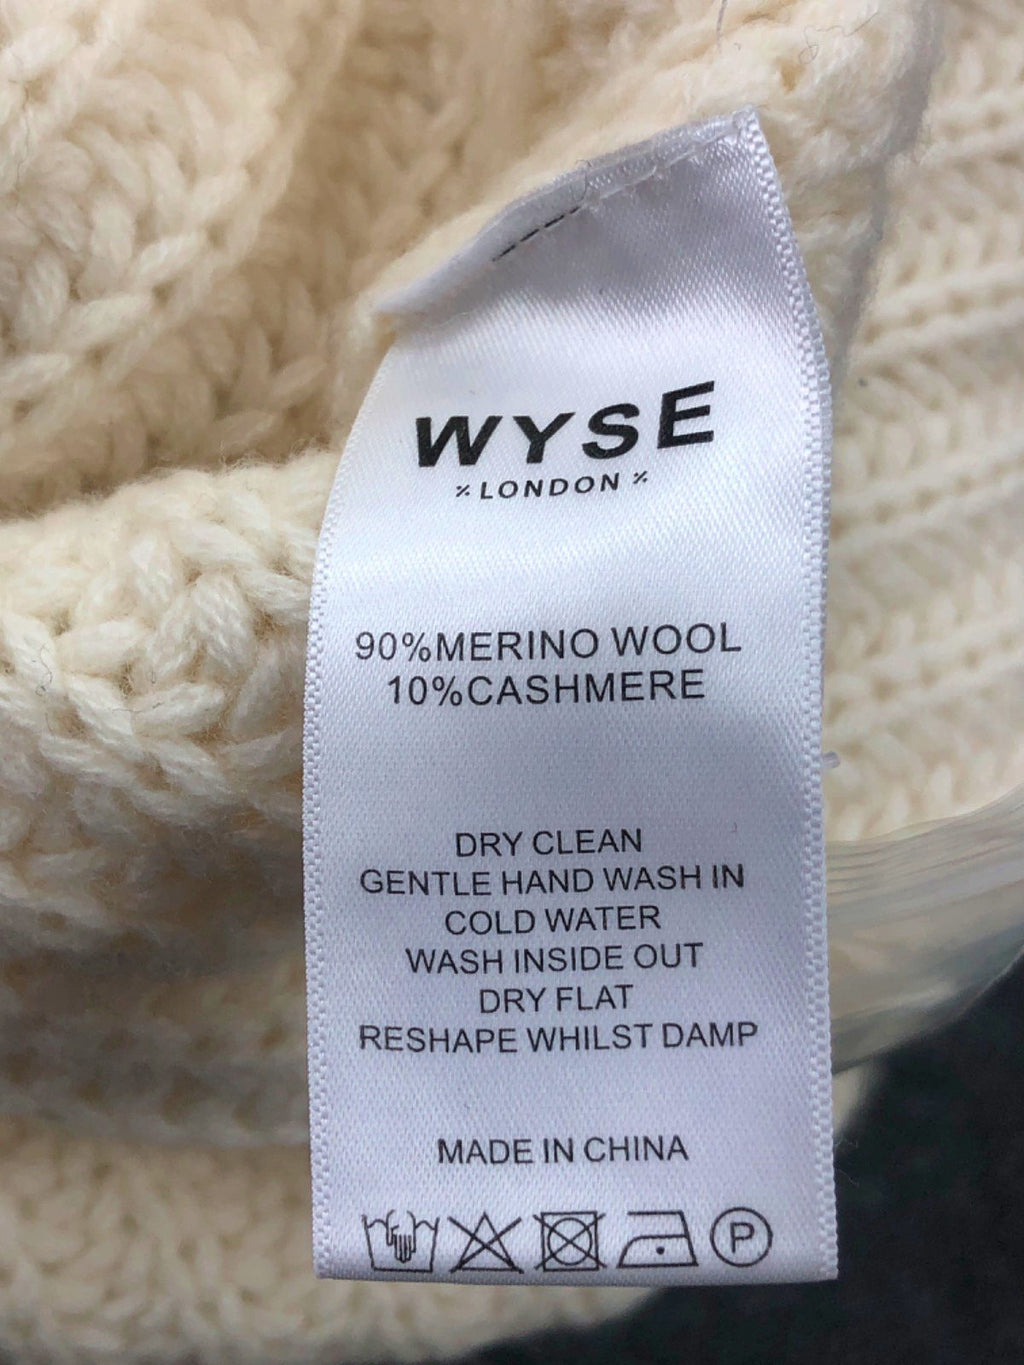 WYSE
LONDON
90%MERINO WOOL
10%CASHMERE
DRY CLEAN
GENTLE HAND WASH IN
COLD WATER
WASH INSIDE OUT
DRY FLAT
RESHAPE WHILST DAMP
MADE IN CHINA
P